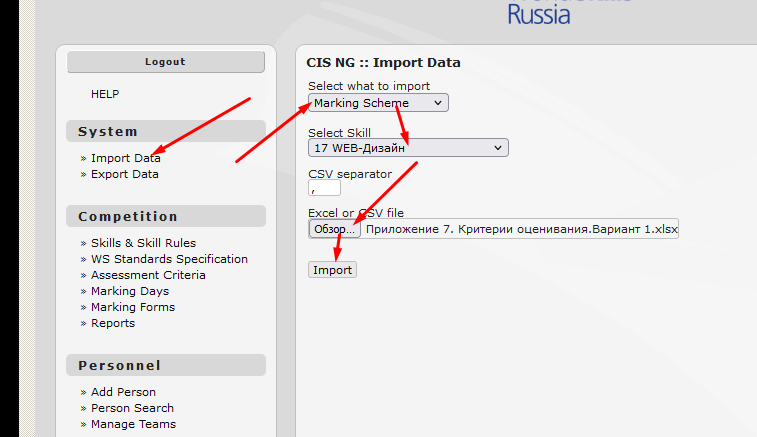 Russia
Logout
HELP
System
» Import Data
» Export Data
Competition
» Skills & Skill Rules
» WS Standards Specification
» Assessment Criteria
» Marking Days
» Marking Forms
» Reports
Personnel
» Add Person
» Person Search
» Manage Teams
CIS NG :: Import Data
Select what to import
Marking Scheme
Select Skill
17 WEB-Дизайн
CSV separator
,
Excel or CSV file
Обзор... Приложение 7. Критерии оценивания.Вариант 1.xlsx
Import